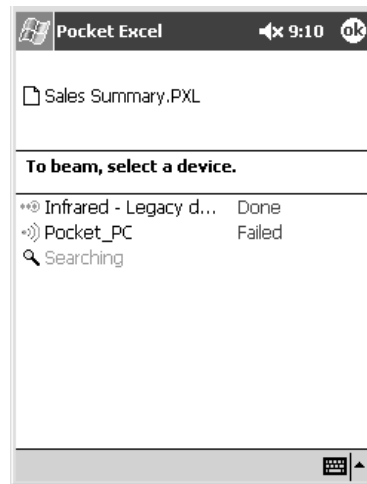 Pocket Excel 9:10 ok
Sales Summary.PXL
To beam, select a device.
Infrared - Legacy d... Done
Pocket_PC Failed
Searching